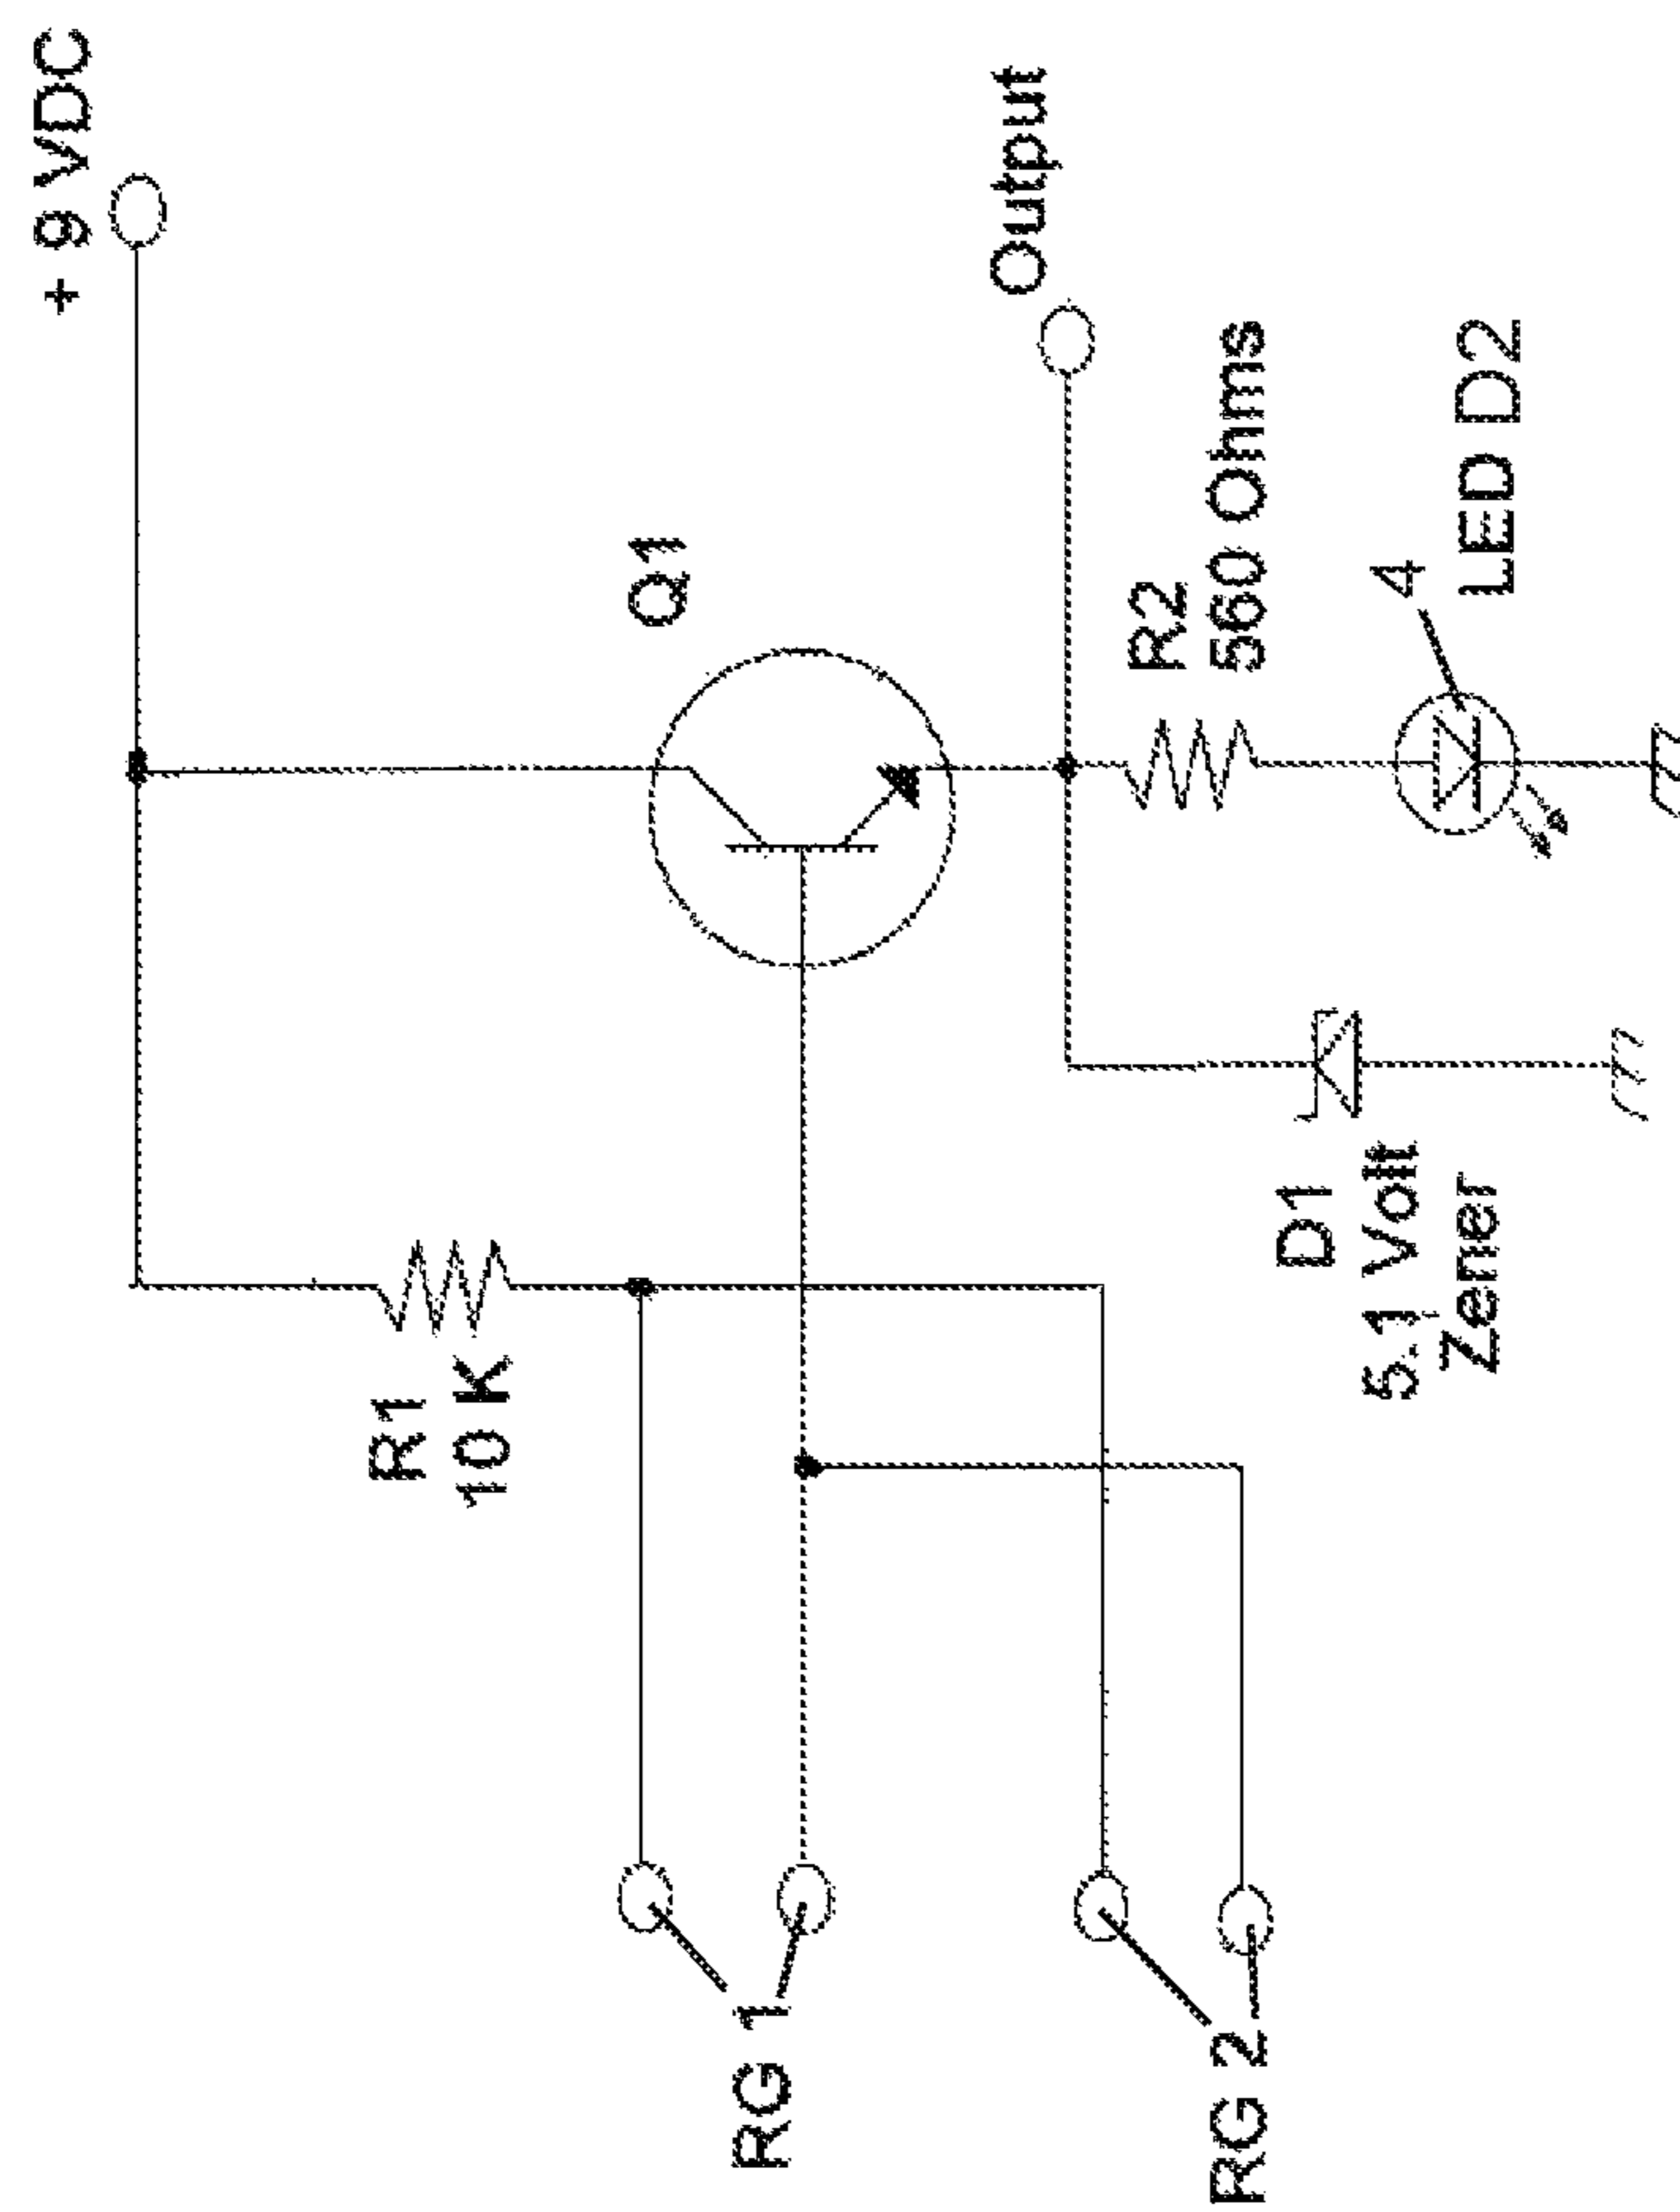 + 9 VDC
Q1
Output
R1
10 K
R2
560 Ohms
4
LED D2
D1
5.1 Volt
Zener
RG 1
RG 2